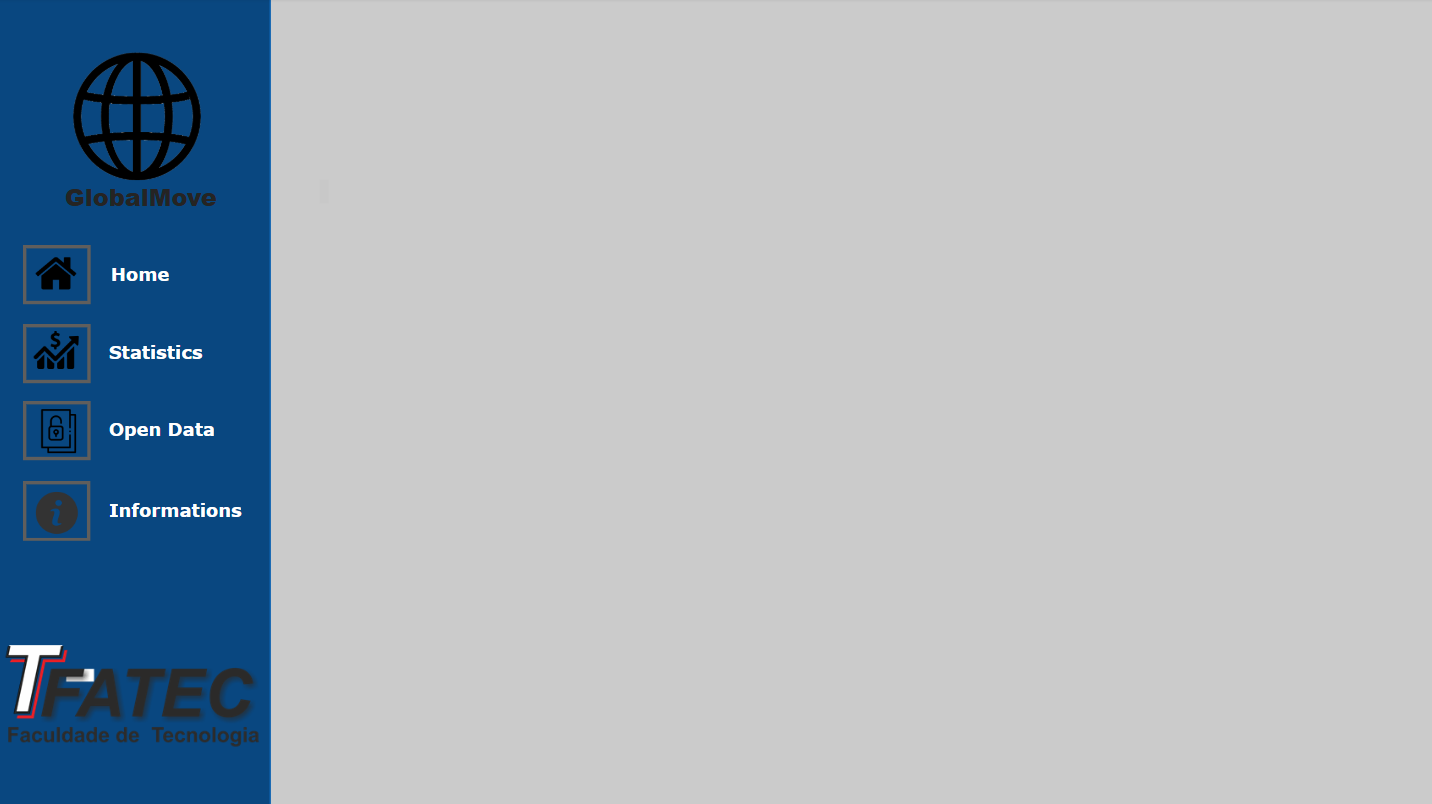 GlobalMove
Home
Statistics
Open Data
Informations
FATEC
Faculdade de Tecnologia